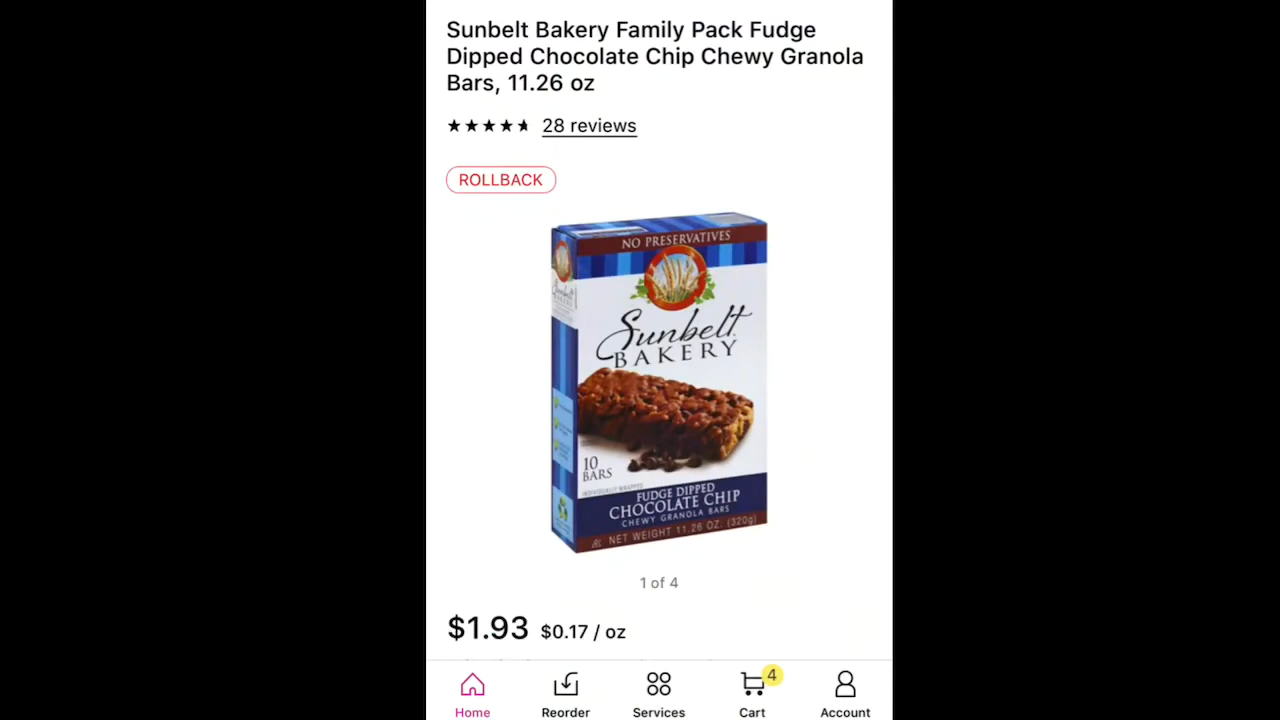 Sunbelt Bakery Family Pack Fudge
Dipped Chocolate Chip Chewy Granola
Bars, 11.26 oz
28 reviews
ROLLBACK
NO PRESERVATIVES
Sunbelt
BAKERY
10
BARS
INDIVIDUALLY WRAPPED
FUDGE DIPPED
CHOCOLATE CHIP
CHEWY GRANOLA BARS
NET WEIGHT 11.26 OZ. (320g)
1 of 4
$1.93 $0.17 / oz
4
Home Reorder Services Cart Account